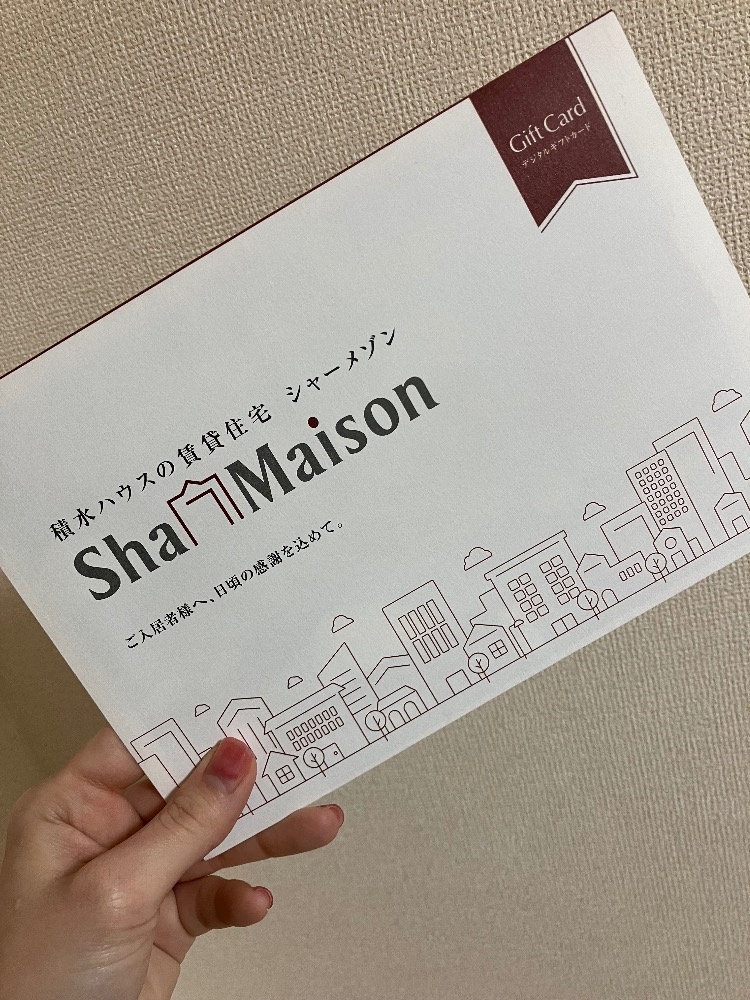 Gift Card
デジタルギフトカード
積水ハウスの賃貸住宅 シャーメゾン
ShaMaison
ご入居者様へ、日頃の感謝を込めて。